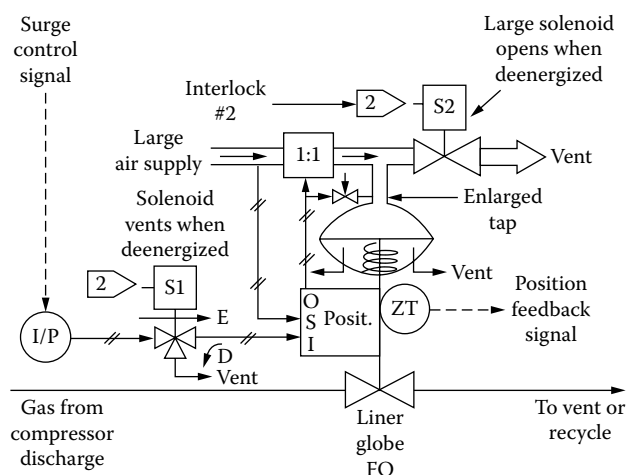 Surge
control
signal
Large solenoid
opens when
deenergized
Interlock
#2
2
S2
Large
air supply
1:1
Vent
Enlarged
tap
Solenoid
vents when
deenergized
2
S1
Vent
E
O
S
I
Posit.
ZT
Position
feedback
signal
I/P
D
Vent
Gas from
compressor
discharge
Liner
globe
FO
To vent or
recycle